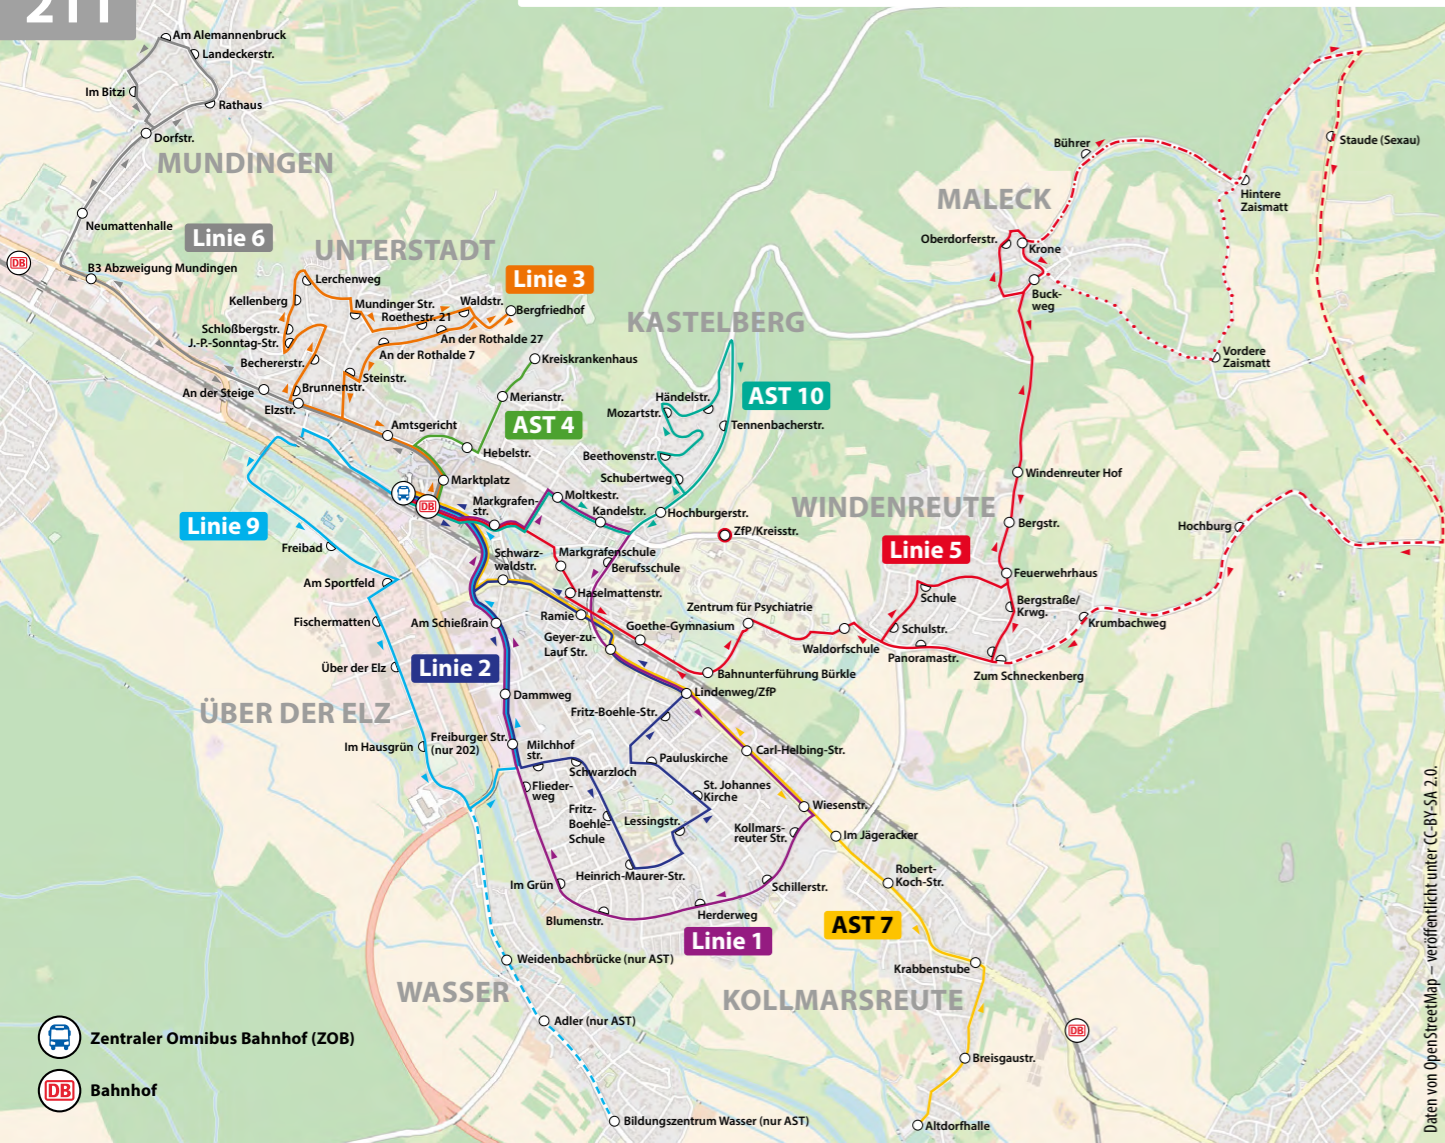 211
Am Alemannenbruck
Landeckerstr.
Im Bitzi
Rathaus
Dorfstr.
MUNDINGEN
Neumattenhalle
Linie 6
DB
B3 Abzweigung Mundingen
UNTERSTADT
Lerchenweg
Linie 3
Kellenberg
Mundinger Str.
Waldstr.
Roethestr. 21
Bergfriedhof
Schloßbergstr.
J.-P.-Sonntag-Str.
An der Rothalde 27
An der Rothalde 7
Bechererstr.
Kreiskrankenhaus
Steinstr.
An der Steige
Brunnenstr.
Elzstr.
Merianstr.
AST 4
Amtsgericht
Hebelstr.
Marktplatz
DB
KASTELBERG
Händelstr.
AST 10
Mozartstr.
Tennenbacherstr.
Beethovenstr.
Schubertweg
Hochburgerstr.
Markgrafen-
str.
Moltkestr.
Kandelstr.
ZfP/Kreisstr.
Linie 9
Freibad
Am Sportfeld
Fischermatten
Über der Elz
ÜBER DER ELZ
Im Hausgrün
Schwarz-
waldstr.
Markgrafenschule
Berufsschule
Haselmattenstr.
Am Schießrain
Ramie
Geyer-zu-
Lauf Str.
Goethe-Gymnasium
Zentrum für Psychiatrie
Linie 2
Dammweg
Bahnunterführung Bürkle
Lindenweg/ZfP
Waldorfschule
Freiburger Str.
(nur 202)
Milchhof
str.
Fritz-Boehle-Str.
Pauluskirche
Carl-Helbing-Str.
Schwarzloch
Flieder-
weg
Fritz-
Boehle-
Schule
St. Johannes
Kirche
Lessingstr.
Kollmars-
reuter Str.
Wiesenstr.
Im Jägeracker
Heinrich-Maurer-Str.
Im Grün
Schillerstr.
Robert-
Koch-Str.
Blumenstr.
Herderweg
Linie 1
AST 7
Krabbenstube
KOLLMARSREUTE
DB
Breisgaustr.
Altdorfhalle
WASSER
Weidenbachbrücke (nur AST)
Adler (nur AST)
Bildungszentrum Wasser (nur AST)
MALECK
Bührer
Staude (Sexau)
Hintere
Zaismatt
Oberdorferstr.
Krone
Buck-
weg
Vordere
Zaismatt
WINDENREUTE
Windenreuter Hof
Bergstr.
Hochburg
Linie 5
Feuerwehrhaus
Schule
Bergstraße/
Krwg.
Krumbachweg
Schulstr.
Panoramastr.
Zum Schneckenberg
Zentraler Omnibus Bahnhof (ZOB)
DB
Bahnhof
Daten von OpenStreetMap – veröffentlicht unter CC-BY-SA 2.0.